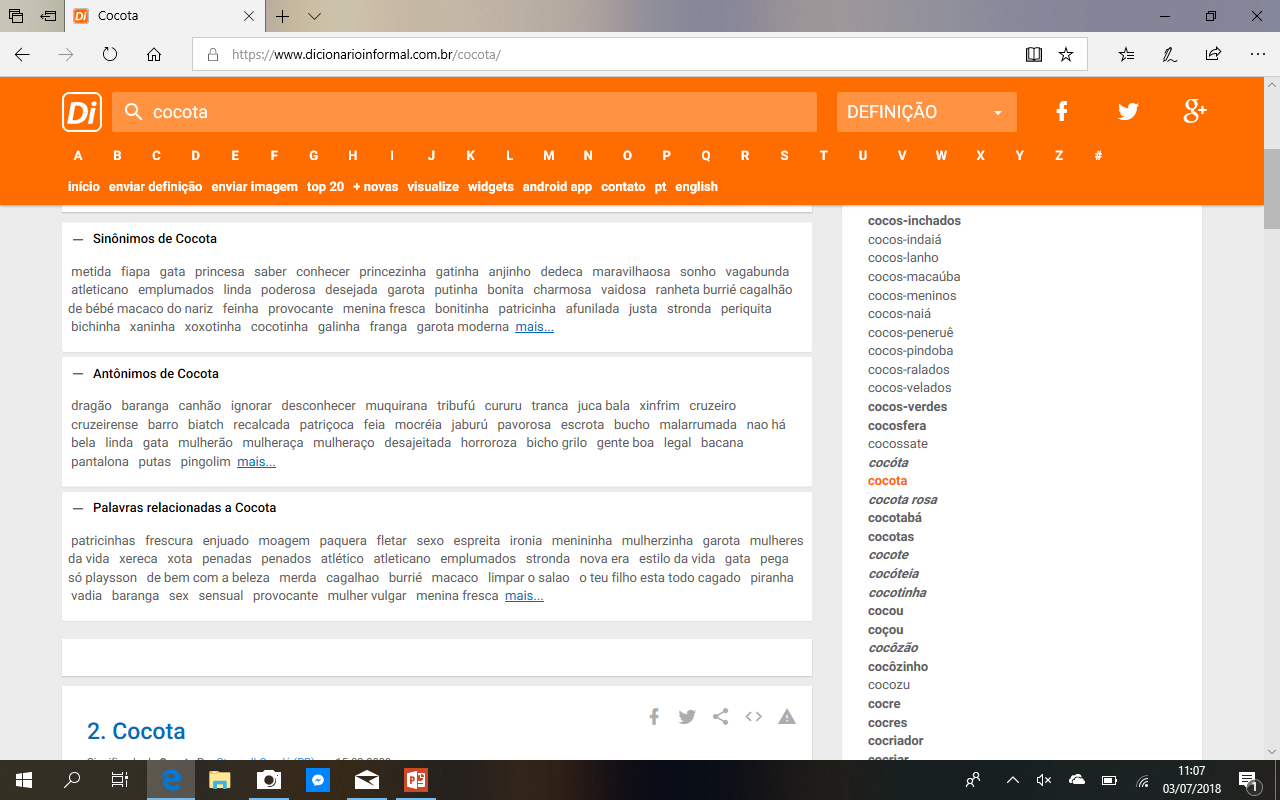 Cocota
https://www.dicionarioinformal.com.br/cocota/
Di cocota DEFINIÇÃO
A B C D E F G H I J K L M N O P Q R S T U V W X Y Z #
início enviar definição enviar imagem top 20 + novas visualize widgets android app contato pt english
Sinônimos de Cocota
metida fiapa gata princesa saber conhecer princezinha gatinha anjinho dedeca maravilhaosa sonho vagabunda
atleticano emplumados linda poderosa desejada garota putinha bonita charmosa vaidosa ranheta burrié cagalhão
de bébé macaco do nariz feinha provocante menina fresca bonitinha patricinha afunilada justa stronda periquita
bichinha xaninha xoxotinha cocotinha galinha franga garota moderna mais...
Antônimos de Cocota
dragão baranga canhão ignorar desconhecer muquirana tribufú cururu tranca juca bala xinfrim cruzeiro
cruzeirense barro biatch recalcada patriçoca feia mocréia jaburú pavorosa escrota bucho malarrumada nao há
bela linda gata mulherão mulheraça mulheraço desajeitada horroroza bicho grilo gente boa legal bacana
pantalona putas pingolim mais...
Palavras relacionadas a Cocota
patricinhas frescura enjuado moagem paquera fletar sexo espreita ironia menininha mulherzinha garota mulheres
da vida xereca xota penadas penados atlético atleticano emplumados stronda nova era estilo da vida gata pega
só playsson de bem com a beleza merda cagalhao burrié macaco limpar o salao o teu filho esta todo cagado piranha
vadia baranga sex sensual provocante mulher vulgar menina fresca mais...
2. Cocota
cocos-inchados
cocos-indaiá
cocos-lanho
cocos-macaúba
cocos-meninos
cocos-naiá
cocos-peneruê
cocos-pindoba
cocos-ralados
cocos-velados
cocos-verdes
cocosfera
cocossate
cocóta
cocota
cocota rosa
cocotabá
cocotas
cocote
cocóteia
cocotinha
cocou
coçou
cocôzão
cocôzinho
cocozu
cocre
cocres
cocriador
cocriar
11:07
03/07/2018
1